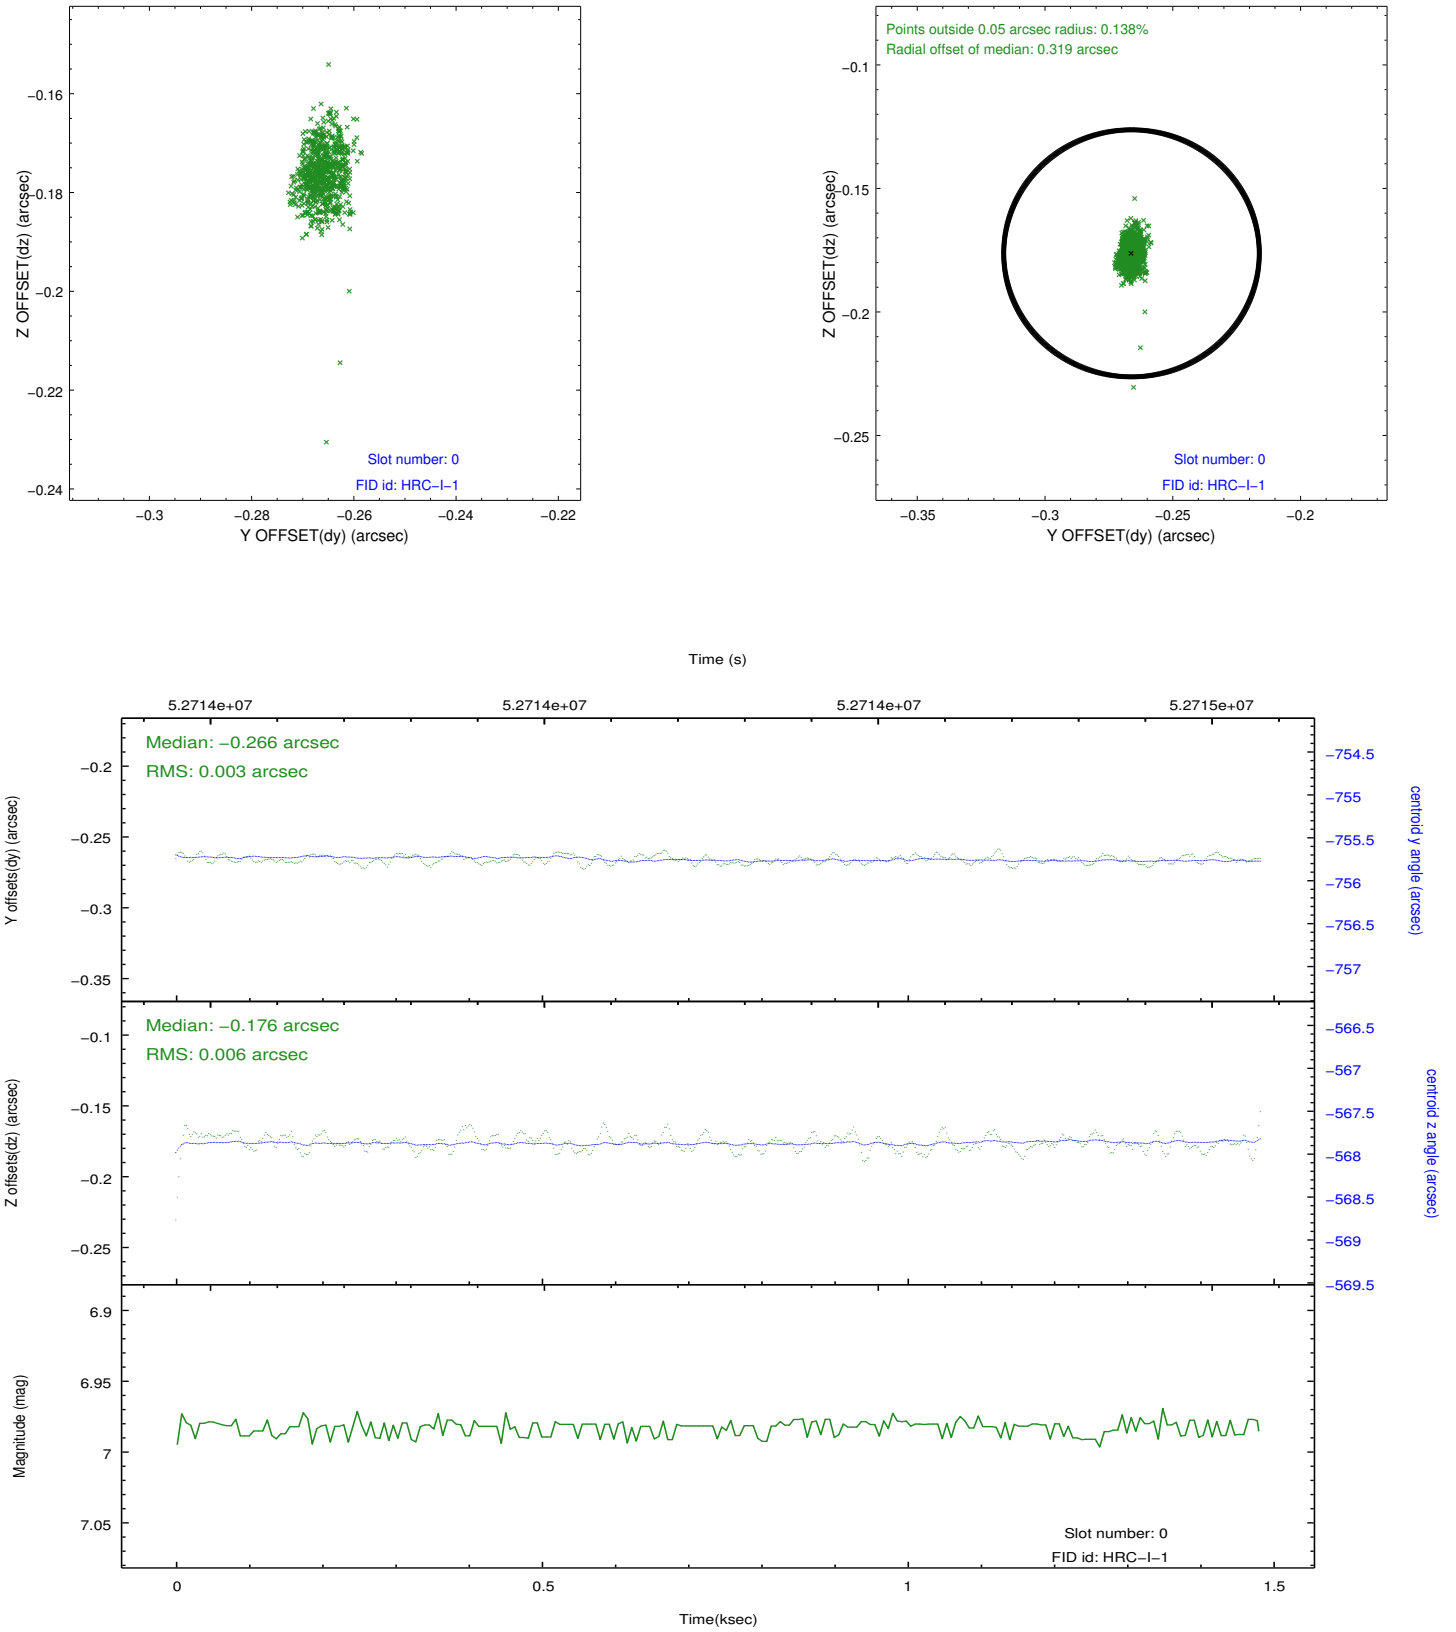 −0.16
−0.18
−0.2
−0.22
−0.24
Z OFFSET(dz) (arcsec)
Slot number: 0
FID id: HRC−I−1
−0.3
−0.28
−0.26
−0.24
−0.22
Y OFFSET(dy) (arcsec)
Points outside 0.05 arcsec radius: 0.138%
Radial offset of median: 0.319 arcsec
−0.1
−0.15
−0.2
−0.25
Z OFFSET(dz) (arcsec)
Slot number: 0
FID id: HRC−I−1
−0.35
−0.3
−0.25
−0.2
Y OFFSET(dy) (arcsec)
Time (s)
5.2714e+07
5.2714e+07
5.2714e+07
5.2715e+07
Median: −0.266 arcsec
RMS: 0.003 arcsec
−0.2
−0.25
−0.3
−0.35
Y offsets(dy) (arcsec)
−754.5
−755
−755.5
−756
−756.5
−757
centroid y angle (arcsec)
Median: −0.176 arcsec
RMS: 0.006 arcsec
−0.1
−0.15
−0.2
−0.25
Z offsets(dz) (arcsec)
−566.5
−567
−567.5
−568
−568.5
−569
−569.5
centroid z angle (arcsec)
6.9
6.95
7
7.05
Magnitude (mag)
Slot number: 0
FID id: HRC−I−1
0
0.5
1
1.5
Time(ksec)